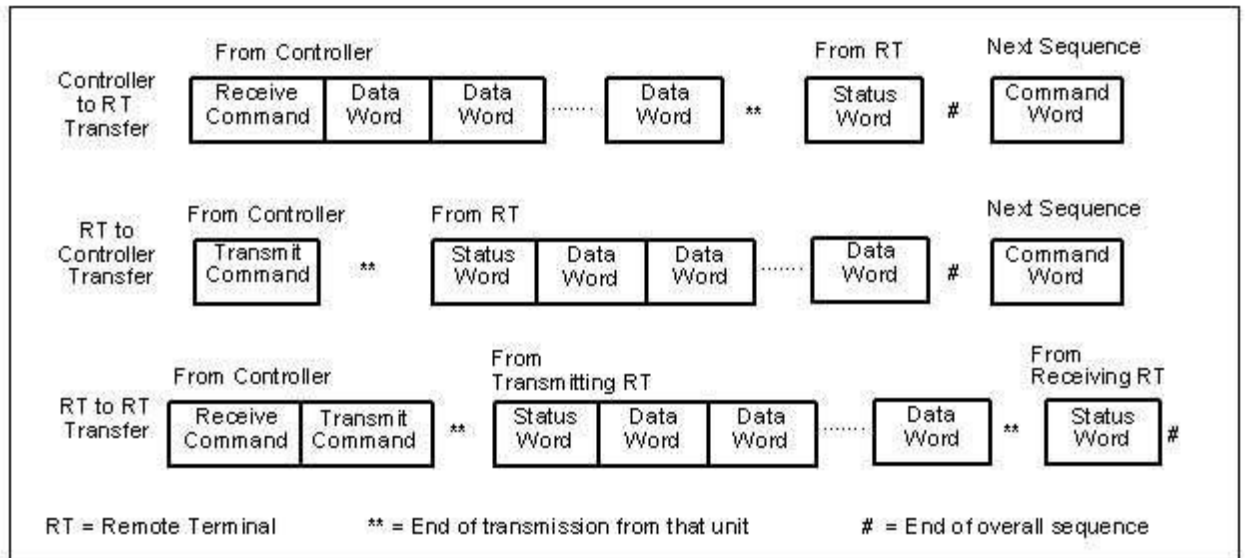 From Controller
From RT
Next Sequence
Controller
to RT
Transfer
Receive
Command
Data
Word
Data
Word
.......
Data
Word
**
Status
Word
#
Command
Word
From Controller
From RT
Next Sequence
RT to
Controller
Transfer
Transmit
Command
**
Status
Word
Data
Word
Data
Word
.......
Data
Word
#
Command
Word
From Controller
From
Transmitting RT
From
Receiving RT
RT to RT
Transfer
Receive
Command
Transmit
Command
**
Status
Word
Data
Word
Data
Word
.......
Data
Word
**
Status
Word
#
RT = Remote Terminal
** = End of transmission from that unit
# = End of overall sequence